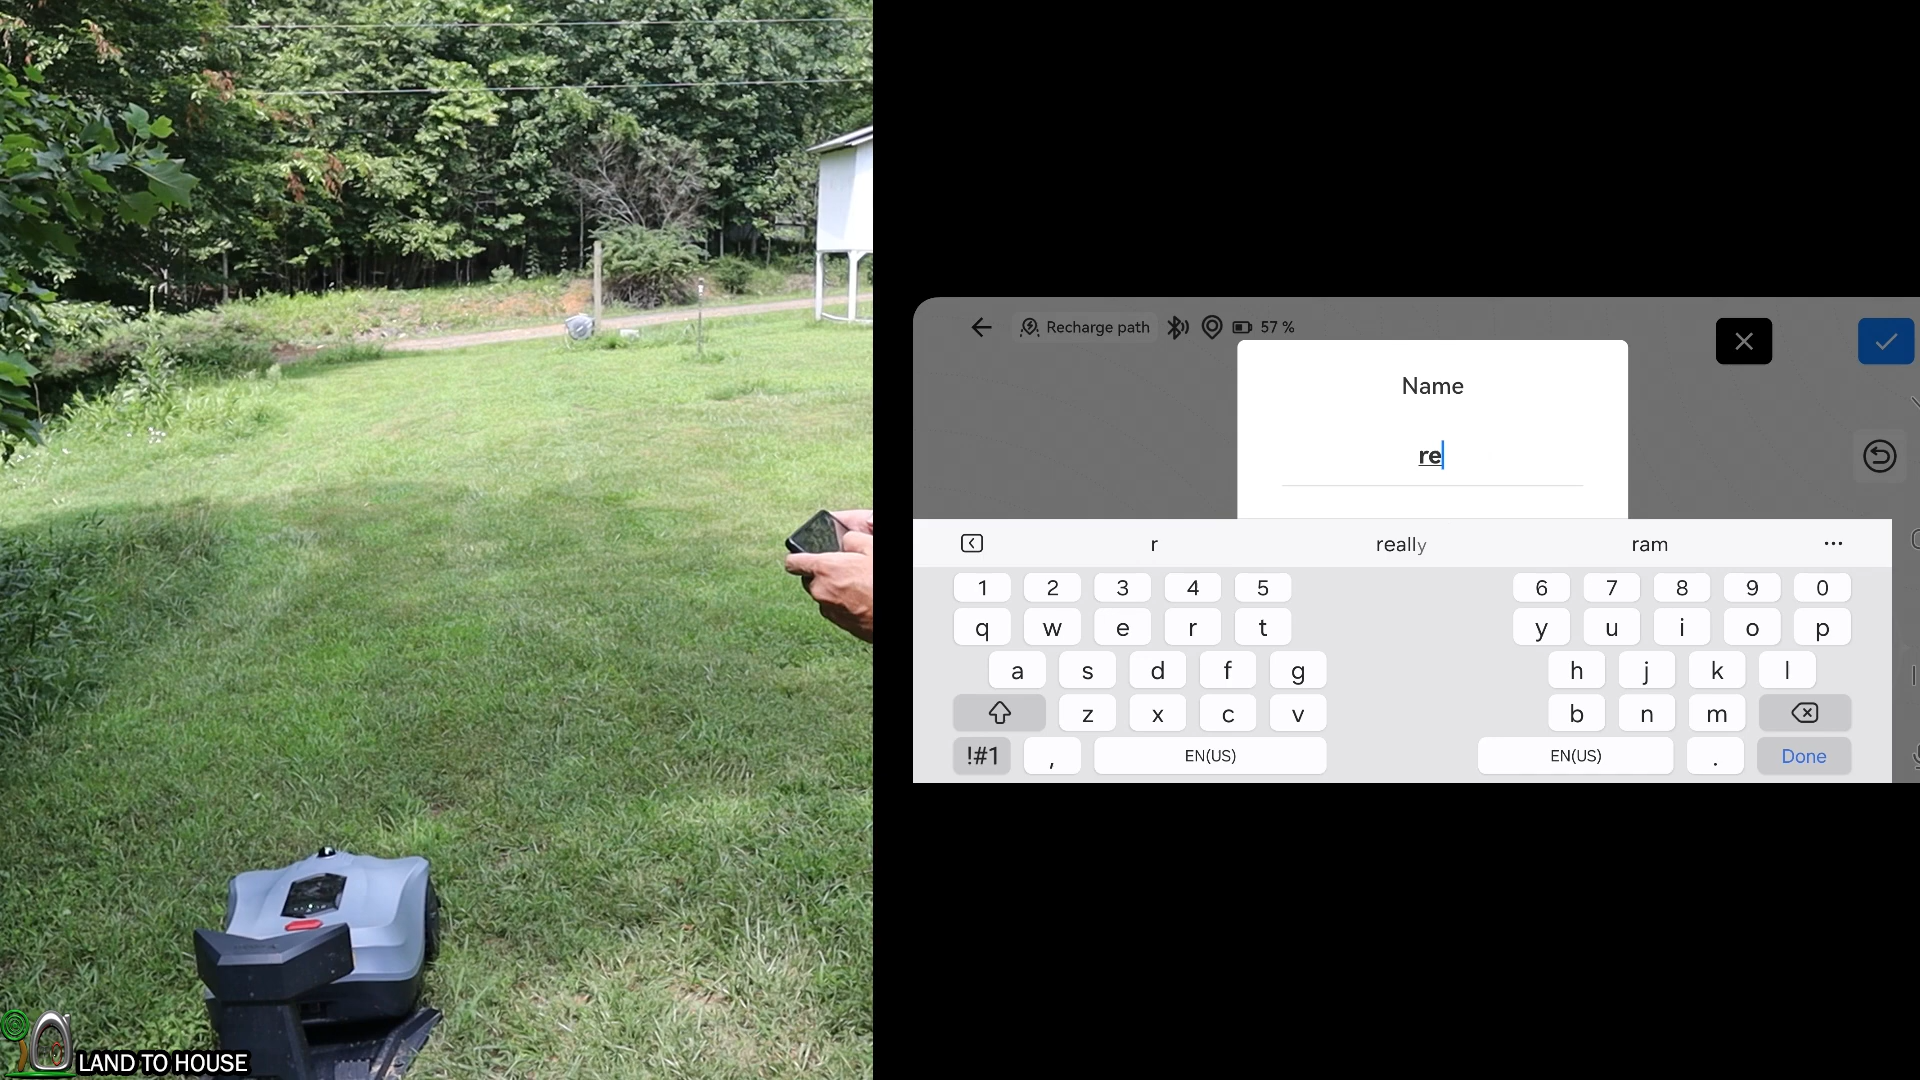 Recharge path
57 %
Name
re
r
really
ram
...
1 2 3 4 5 6 7 8 9 0
q w e r t y u i o p
a s d f g h j k l
z x c v b n m
!#1 , EN(US) EN(US) . Done
LAND TO HOUSE